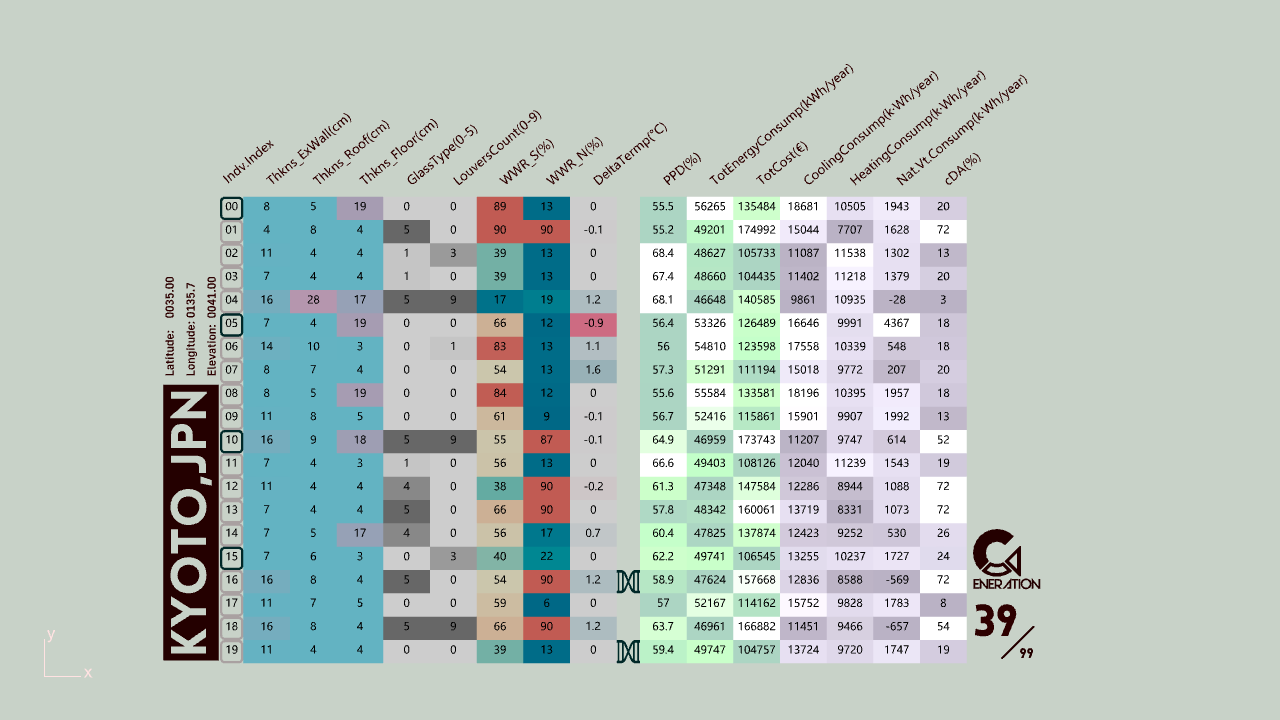 Indv.Index Thkns_ExWall(cm) Thkns_Roof(cm) Thkns_Floor(cm) GlassType(0-5) LouversCount(0-9) WWR_S(%) WWR_N(%) DeltaTermp(°C) PPD(%) TotEnergyConsump(kWh/year) TotCost(€) CoolingConsump(k·Wh/year) HeatingConsump(k·Wh/year) Nat.Vt.Consump(k·Wh/year) cDA(%)
00 8 5 19 0 0 89 13 0 55.5 56265 135484 18681 10505 1943 20
01 4 8 4 5 0 90 90 -0.1 55.2 49201 174992 15044 7707 1628 72
02 11 4 4 1 3 39 13 0 68.4 48627 105733 11087 11538 1302 13
03 7 4 4 1 0 39 13 0 67.4 48660 104435 11402 11218 1379 20
04 16 28 17 5 9 17 19 1.2 68.1 46648 140585 9861 10935 -28 3
05 7 4 19 0 0 66 12 -0.9 56.4 53326 126489 16646 9991 4367 18
06 14 10 3 0 1 83 13 1.1 56 54810 123598 17558 10339 548 18
07 8 7 4 0 0 54 13 1.6 57.3 51291 111194 15018 9772 207 20
08 8 5 19 0 0 84 12 0 55.6 55584 133581 18196 10395 1957 18
09 11 8 5 0 0 61 9 -0.1 56.7 52416 115861 15901 9907 1992 13
10 16 9 18 5 9 55 87 -0.1 64.9 46959 173743 11207 9747 614 52
11 7 4 3 1 0 56 13 0 66.6 49403 108126 12040 11239 1543 19
12 11 4 4 4 0 38 90 -0.2 61.3 47348 147584 12286 8944 1088 72
13 7 4 4 5 0 66 90 0 57.8 48342 160061 13719 8331 1073 72
14 7 5 17 4 0 56 17 0.7 60.4 47825 137874 12423 9252 530 26
15 7 6 3 0 3 40 22 0 62.2 49741 106545 13255 10237 1727 24
16 16 8 4 5 0 54 90 1.2 58.9 47624 157668 12836 8588 -569 72
17 11 7 5 0 0 59 6 0 57 52167 114162 15752 9828 1783 8
18 16 8 4 5 9 66 90 1.2 63.7 46961 166882 11451 9466 -657 54
19 11 4 4 0 0 39 13 0 59.4 49747 104757 13724 9720 1747 19
Latitude: 0035.00
Longitude: 0135.7
Elevation: 0041.00
KYOTO,JPN
G
ENERATION
39/99
y
x